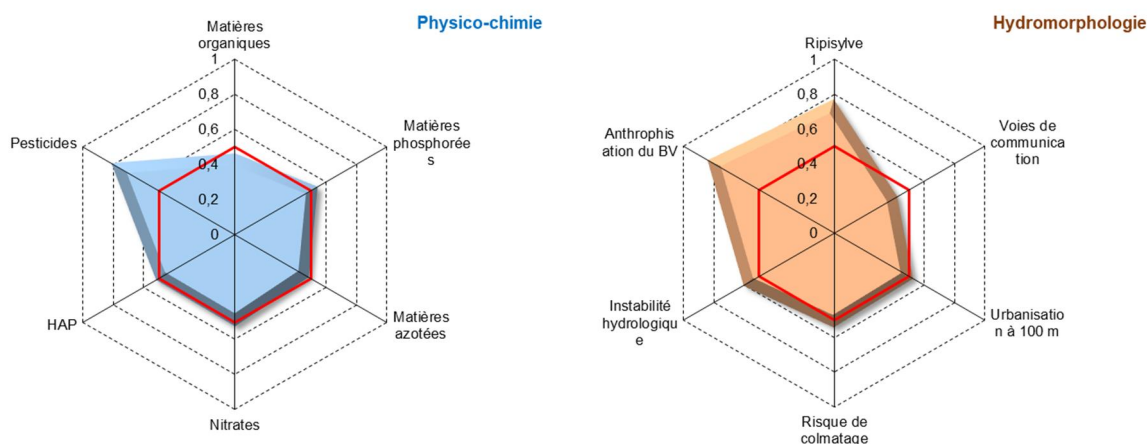 Physico-chimie
Matières
organiques
1
0,8
0,6
0,4
0,2
0
Matières
phosphorée
s
Matières
azotées
Nitrates
HAP
Pesticides
Hydromorphologie
Ripisylve
1
0,8
0,6
0,4
0,2
0
Voies de
communica
tion
Urbanisatio
n à 100 m
Risque de
colmatage
Instabilité
hydrologiqu
e
Anthrophis
ation du BV